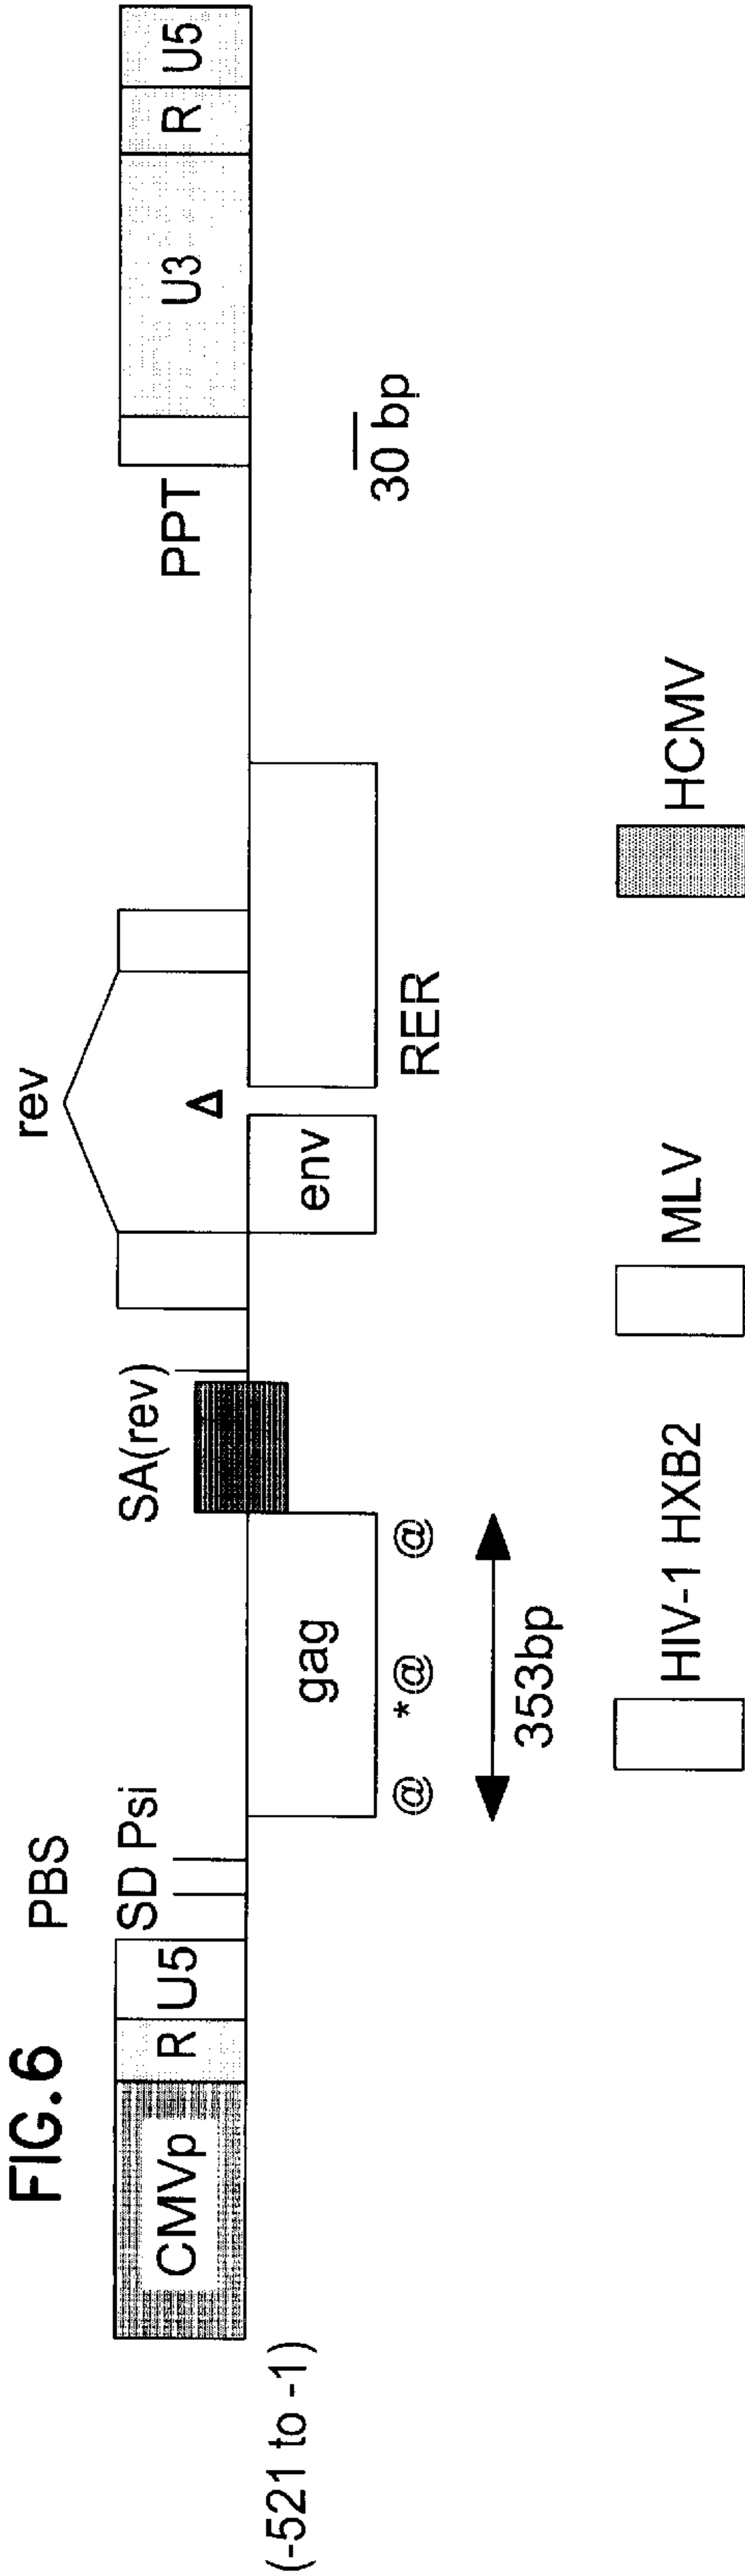 FIG. 6
PBS
rev
SD Psi
SA(rev)
PPT
CMVp
R
U5
Δ
U3
R
U5
(-521 to -1)
gag
env
@
*@
@
RER
30 bp
353bp
HIV-1 HXB2
MLV
HCMV